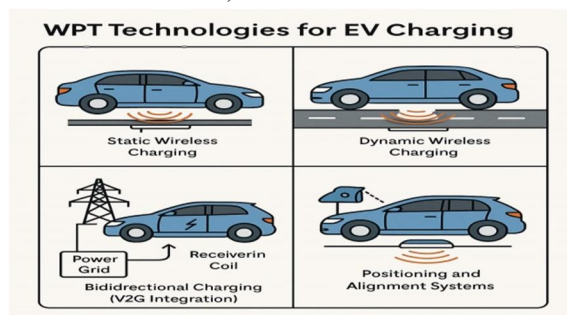 WPT Technologies for EV Charging
Static Wireless
Charging
Dynamic Wireless
Charging
Power
Grid
Receiverin
Coil
Bididrectional Charging
(V2G Integration)
Positioning and
Alignment Systems